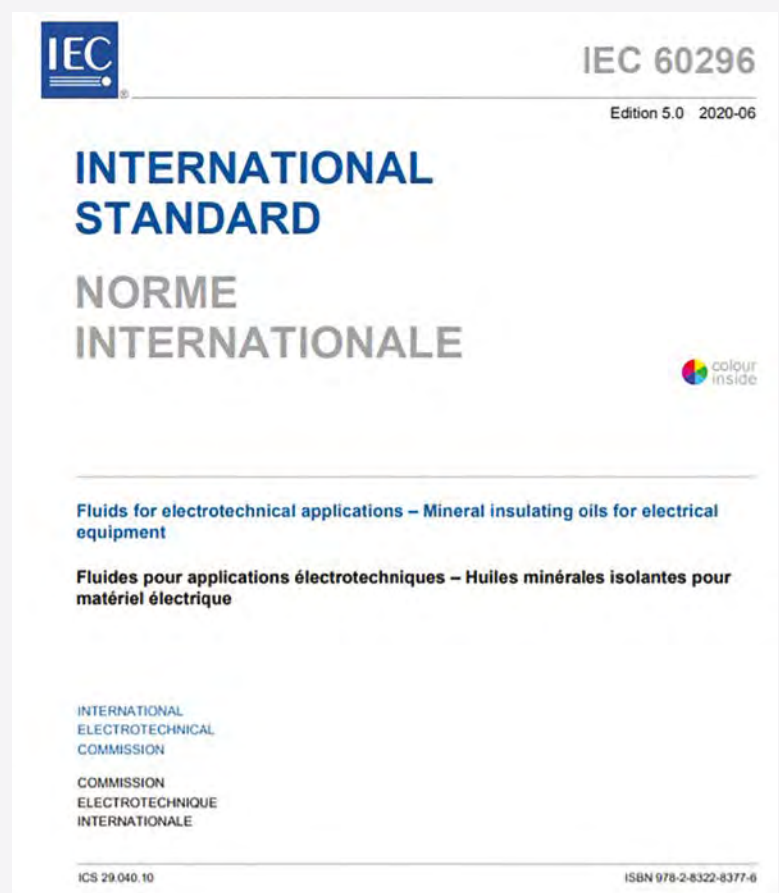 IEC
®
IEC 60296
Edition 5.0 2020-06
INTERNATIONAL
STANDARD
NORME
INTERNATIONALE
colour
inside
Fluids for electrotechnical applications – Mineral insulating oils for electrical
equipment
Fluides pour applications électrotechniques – Huiles minérales isolantes pour
matériel électrique
INTERNATIONAL
ELECTROTECHNICAL
COMMISSION
COMMISSION
ELECTROTECHNIQUE
INTERNATIONALE
ICS 29.040.10
ISBN 978-2-8322-8377-6